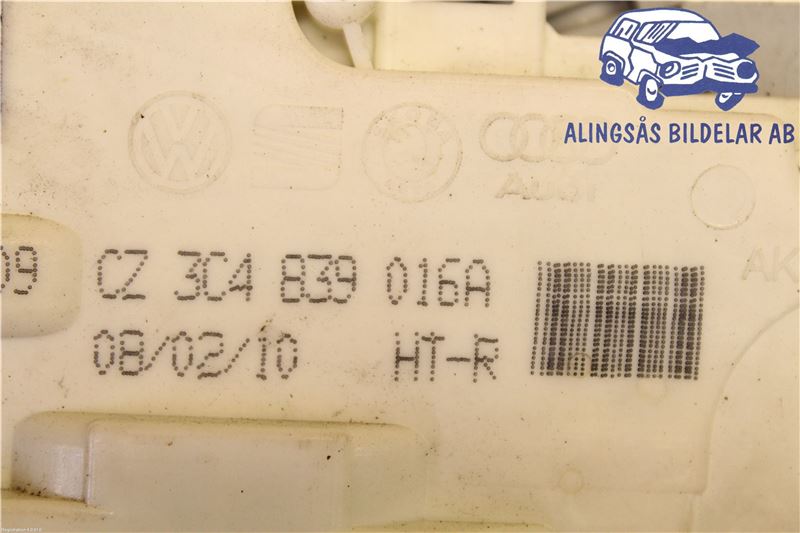 ALINGSÅS BILDELAR AB
Audi
09 CZ 3C4 839 016A
AK
08/02/10 HT-R